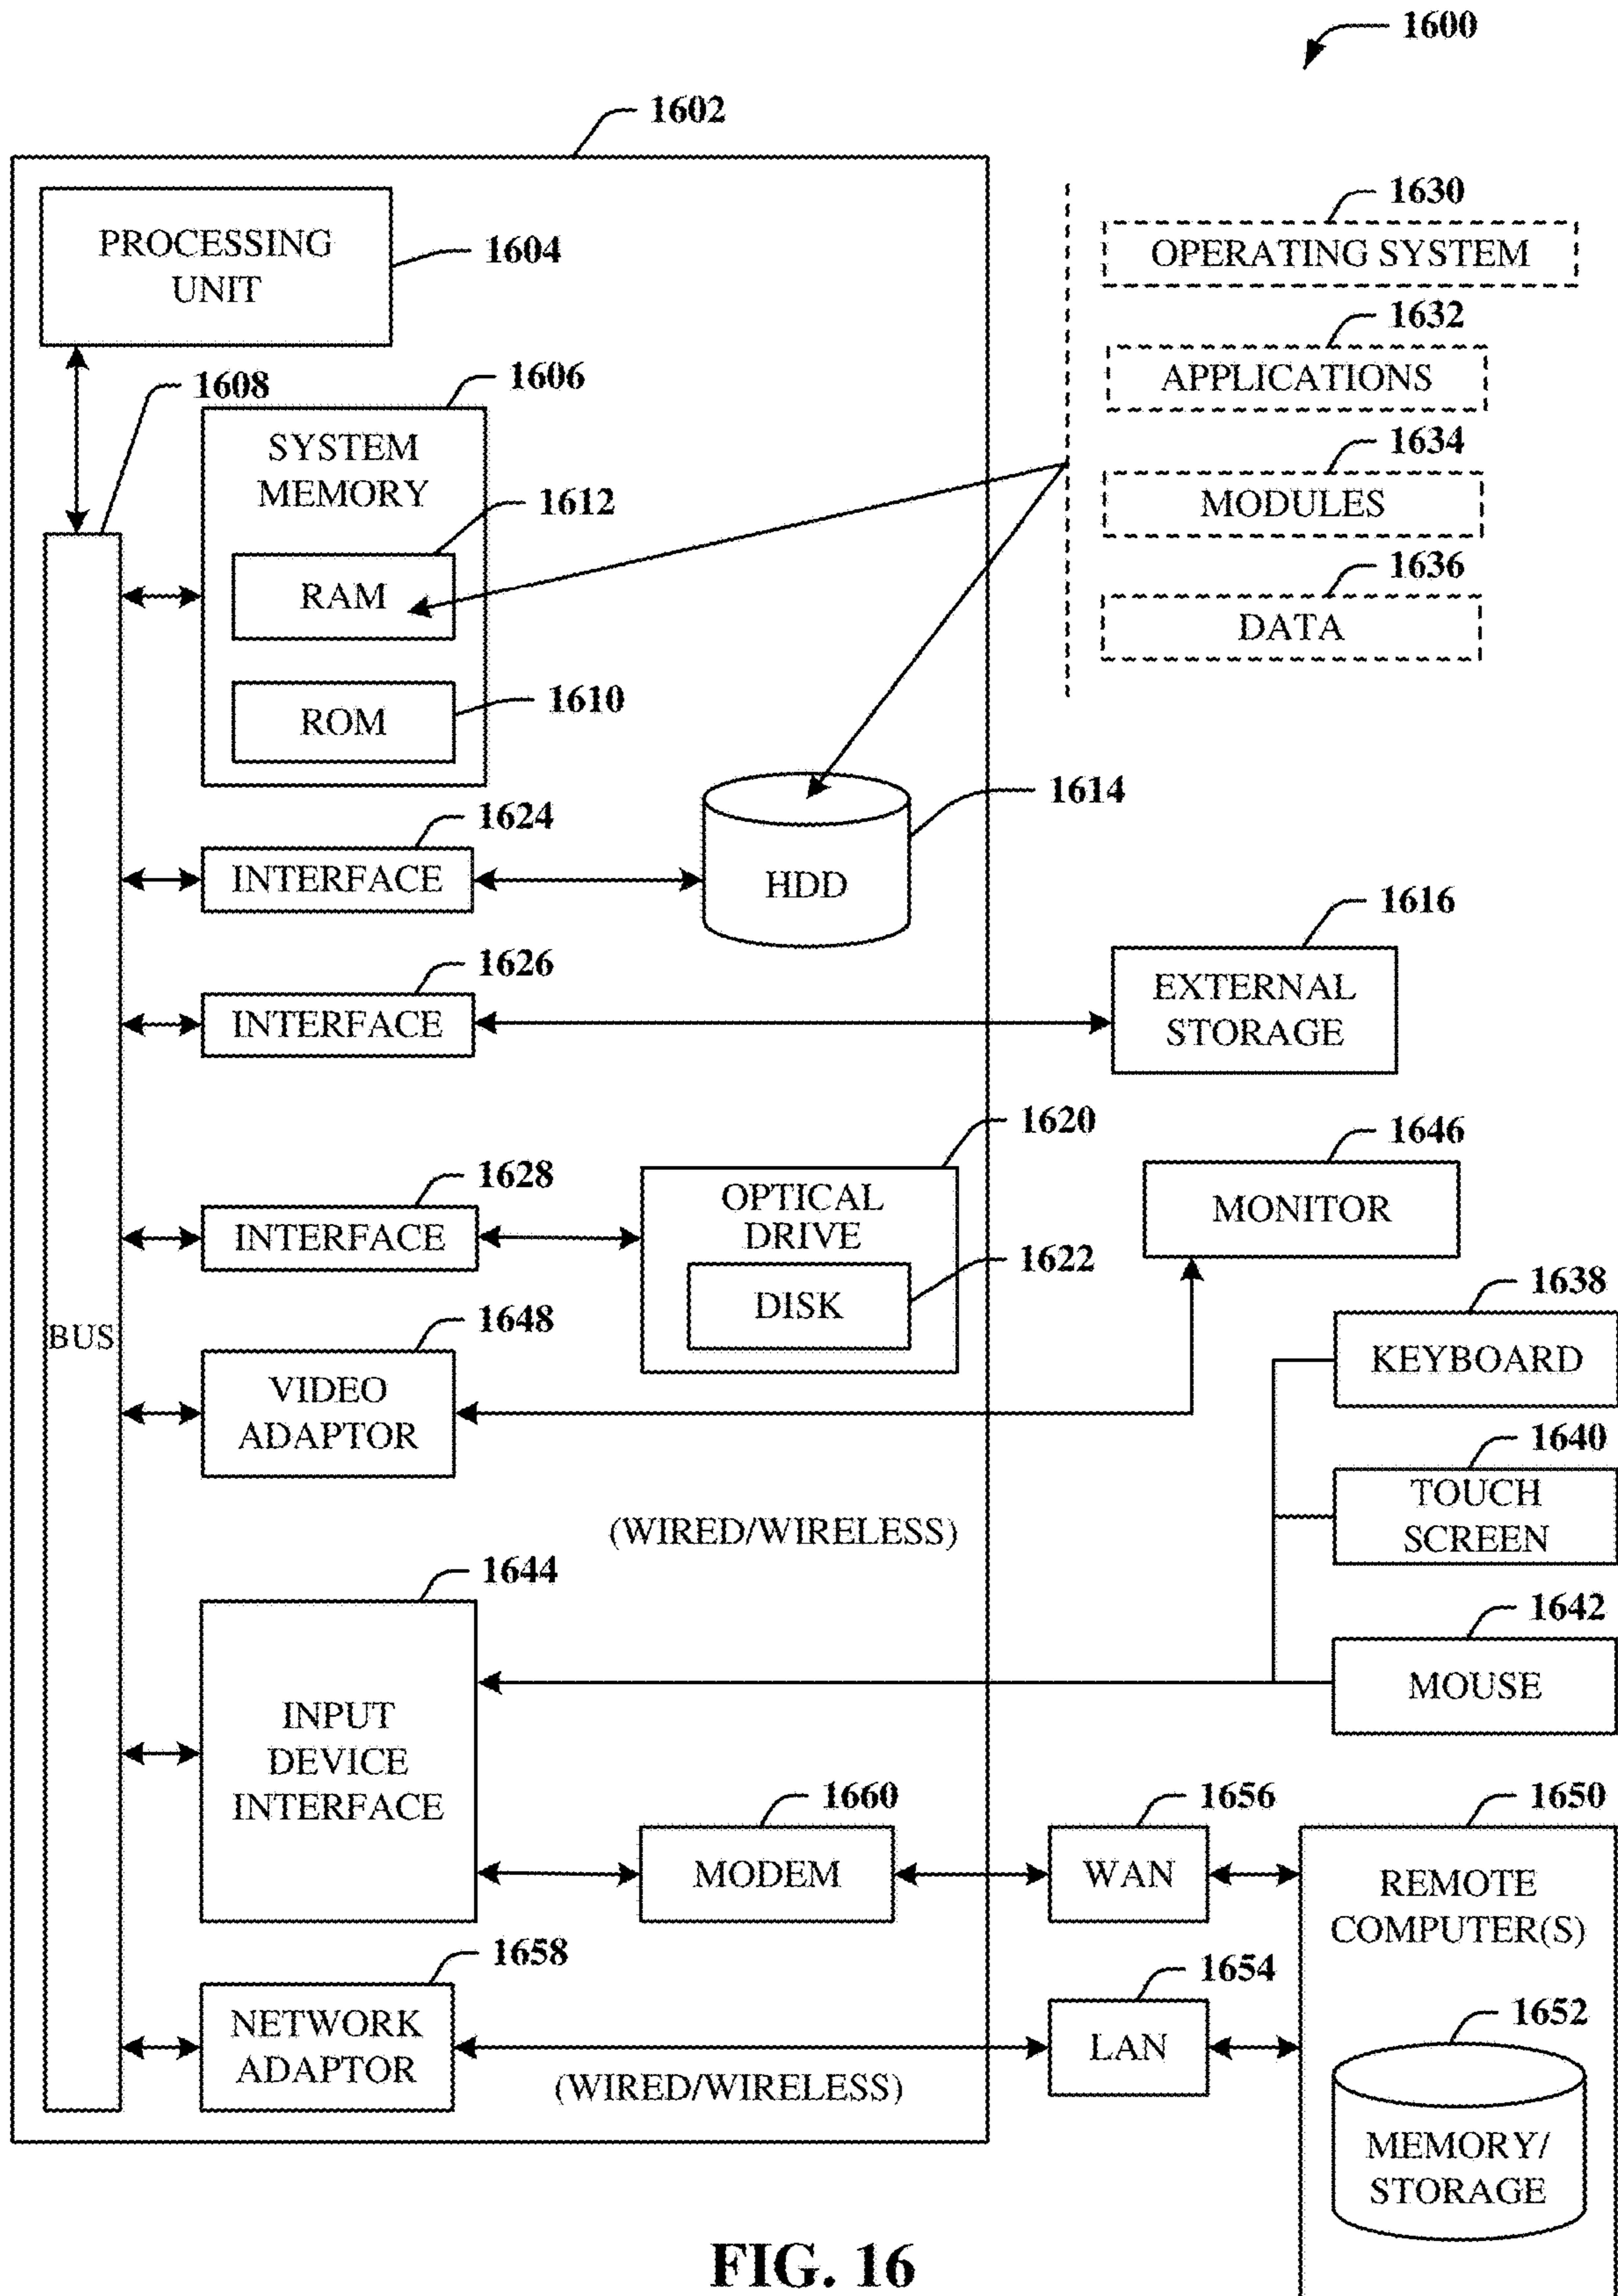 1600
1602
PROCESSING
UNIT
1604
1630
OPERATING SYSTEM
1632
APPLICATIONS
1634
MODULES
1636
DATA
1608
1606
SYSTEM
MEMORY
1612
RAM
1610
ROM
1624
INTERFACE
1614
HDD
1626
INTERFACE
1616
EXTERNAL
STORAGE
1628
INTERFACE
1620
OPTICAL
DRIVE
1622
DISK
1646
MONITOR
BUS
1648
VIDEO
ADAPTOR
1638
KEYBOARD
1640
TOUCH
SCREEN
(WIRED/WIRELESS)
1642
MOUSE
1644
INPUT
DEVICE
INTERFACE
1660
MODEM
1656
WAN
1650
REMOTE
COMPUTER(S)
1658
NETWORK
ADAPTOR
(WIRED/WIRELESS)
1654
LAN
1652
MEMORY/
STORAGE
FIG. 16